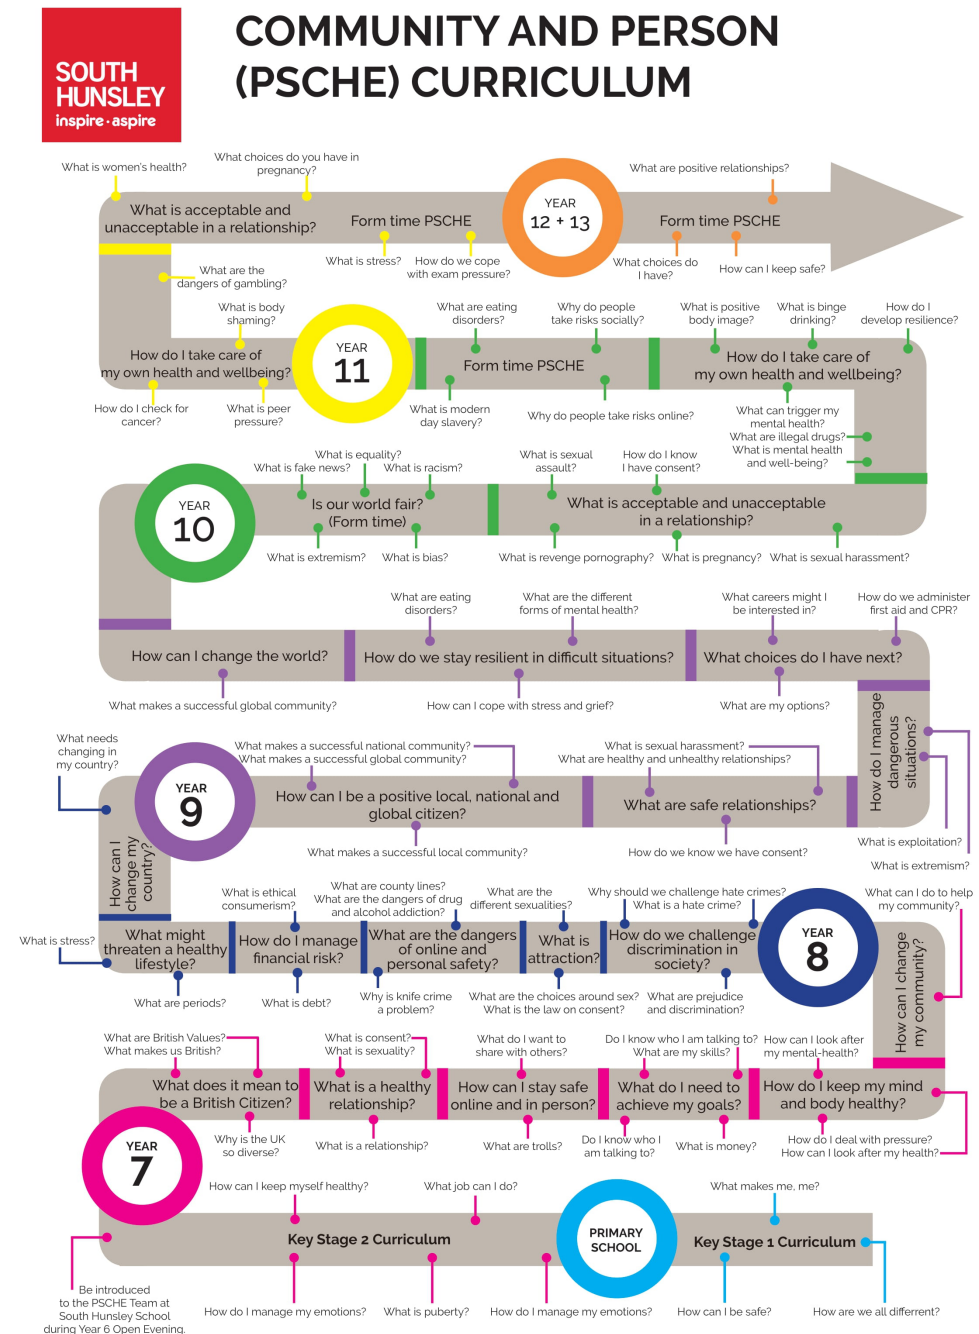 COMMUNITY AND PERSON
(PSCHE) CURRICULUM
SOUTH
HUNSLEY
inspire · aspire
What is women's health?
What choices do you have in
pregnancy?
What are positive relationships?
What is acceptable and
unacceptable in a relationship?
Form time PSCHE
YEAR
12 + 13
Form time PSCHE
What is stress?
How do we cope
with exam pressure?
What choices do
I have?
How can I keep safe?
What are the
dangers of gambling?
What is body
shaming?
What are eating
disorders?
Why do people
take risks socially?
What is positive
body image?
What is binge
drinking?
How do I
develop resilience?
How do I take care of
my own health and wellbeing?
YEAR
11
Form time PSCHE
How do I take care of
my own health and wellbeing?
How do I check for
cancer?
What is peer
pressure?
What is modern
day slavery?
Why do people take risks online?
What can trigger my
mental health?
What are illegal drugs?
What is mental health
and well-being?
What is equality?
What is fake news?
What is racism?
What is sexual
assault?
How do I know
I have consent?
YEAR
10
Is our world fair?
(Form time)
What is acceptable and unacceptable
in a relationship?
What is extremism?
What is bias?
What is revenge pornography?
What is pregnancy?
What is sexual harassment?
What are eating
disorders?
What are the different
forms of mental health?
What careers might I
be interested in?
How do we administer
first aid and CPR?
How can I change the world?
How do we stay resilient in difficult situations?
What choices do I have next?
What makes a successful global community?
How can I cope with stress and grief?
What are my options?
How do I manage
dangerous
situations?
What needs
changing in
my country?
What makes a successful national community?
What makes a successful global community?
What is sexual harassment?
What are healthy and unhealthy relationships?
YEAR
9
How can I be a positive local, national and
global citizen?
What are safe relationships?
What makes a successful local community?
How do we know we have consent?
What is exploitation?
What is extremism?
How can I
change my
country?
What is ethical
consumerism?
What are county lines?
What are the dangers of drug
and alcohol addiction?
What are the
different sexualities?
Why should we challenge hate crimes?
What is a hate crime?
What can I do to help
my community?
What is stress?
What might
threaten a healthy
lifestyle?
How do I manage
financial risk?
What are the dangers
of online and
personal safety?
What is
attraction?
How do we challenge
discrimination in
society?
YEAR
8
How can I change
my community?
What are periods?
What is debt?
Why is knife crime
a problem?
What are the choices around sex?
What is the law on consent?
What are prejudice
and discrimination?
What are British Values?
What makes us British?
What is consent?
What is sexuality?
What do I want to
share with others?
Do I know who I am talking to?
What are my skills?
How can I look after
my mental-health?
What does it mean to
be a British Citizen?
What is a healthy
relationship?
How can I stay safe
online and in person?
What do I need to
achieve my goals?
How do I keep my mind
and body healthy?
YEAR
7
Why is the UK
so diverse?
What is a relationship?
What are trolls?
Do I know who I
am talking to?
What is money?
How do I deal with pressure?
How can I look after my health?
How can I keep myself healthy?
What job can I do?
What makes me, me?
Key Stage 2 Curriculum
PRIMARY
SCHOOL
Key Stage 1 Curriculum
Be introduced
to the PSCHE Team at
South Hunsley School
during Year 6 Open Evening.
How do I manage my emotions?
What is puberty?
How do I manage my emotions?
How can I be safe?
How are we all differrent?